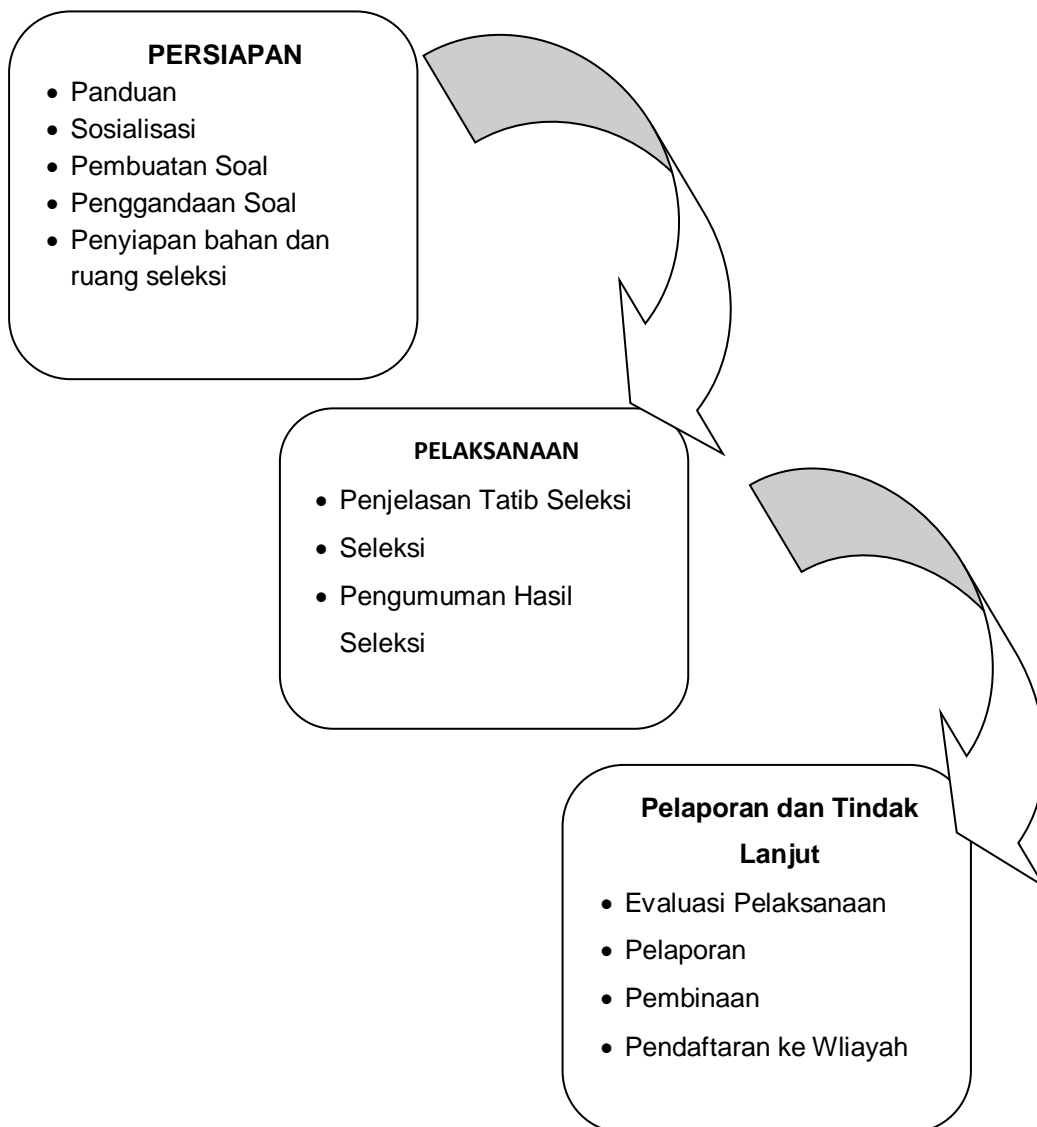 PERSIAPAN
• Panduan
• Sosialisasi
• Pembuatan Soal
• Penggandaan Soal
• Penyiapan bahan dan
ruang seleksi
PELAKSANAAN
• Penjelasan Tatib Seleksi
• Seleksi
• Pengumuman Hasil
Seleksi
Pelaporan dan Tindak
Lanjut
• Evaluasi Pelaksanaan
• Pelaporan
• Pembinaan
• Pendaftaran ke Wliayah